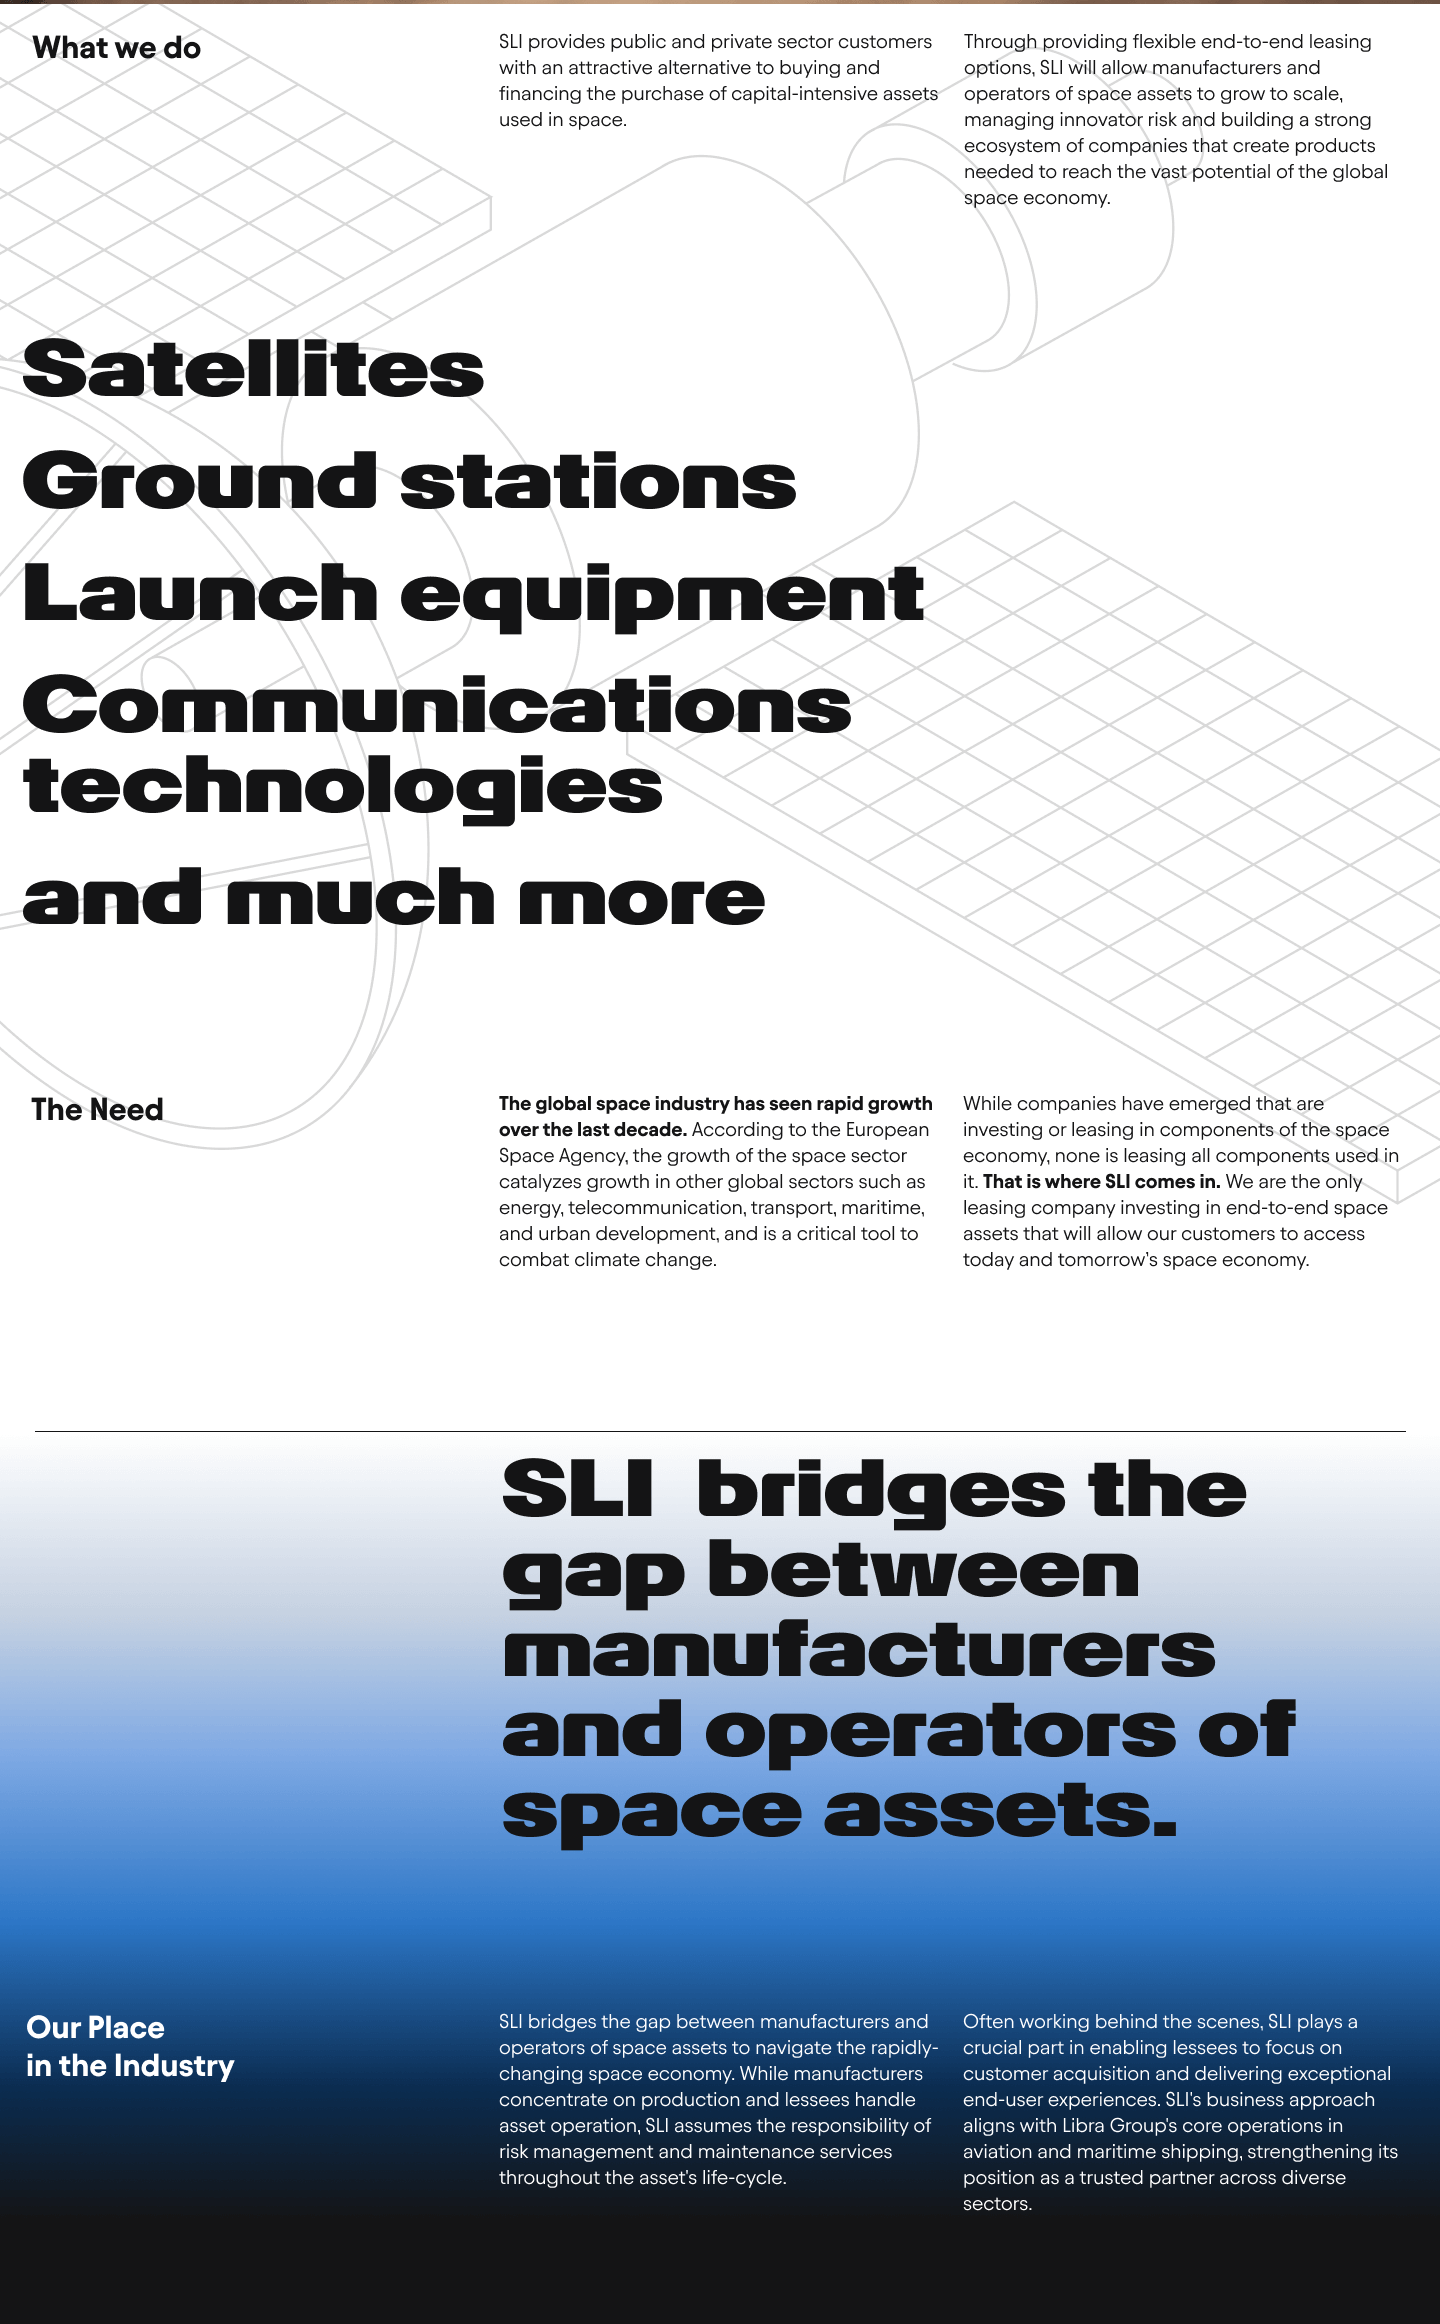 What we do
SLI provides public and private sector customers
with an attractive alternative to buying and
financing the purchase of capital-intensive assets
used in space.
Through providing flexible end-to-end leasing
options, SLI will allow manufacturers and
operators of space assets to grow to scale,
managing innovator risk and building a strong
ecosystem of companies that create products
needed to reach the vast potential of the global
space economy.
Satellites
Ground stations
Launch equipment
Communications
technologies
and much more
The Need
The global space industry has seen rapid growth
over the last decade. According to the European
Space Agency, the growth of the space sector
catalyzes growth in other global sectors such as
energy, telecommunication, transport, maritime,
and urban development, and is a critical tool to
combat climate change.
While companies have emerged that are
investing or leasing in components of the space
economy, none is leasing all components used in
it. That is where SLI comes in. We are the only
leasing company investing in end-to-end space
assets that will allow our customers to access
today and tomorrow's space economy.
SLI bridges the
gap between
manufacturers
and operators of
space assets.
Our Place
in the Industry
SLI bridges the gap between manufacturers and
operators of space assets to navigate the rapidly-
changing space economy. While manufacturers
concentrate on production and lessees handle
asset operation, SLI assumes the responsibility of
risk management and maintenance services
throughout the asset's life-cycle.
Often working behind the scenes, SLI plays a
crucial part in enabling lessees to focus on
customer acquisition and delivering exceptional
end-user experiences. SLI's business approach
aligns with Libra Group's core operations in
aviation and maritime shipping, strengthening its
position as a trusted partner across diverse
sectors.